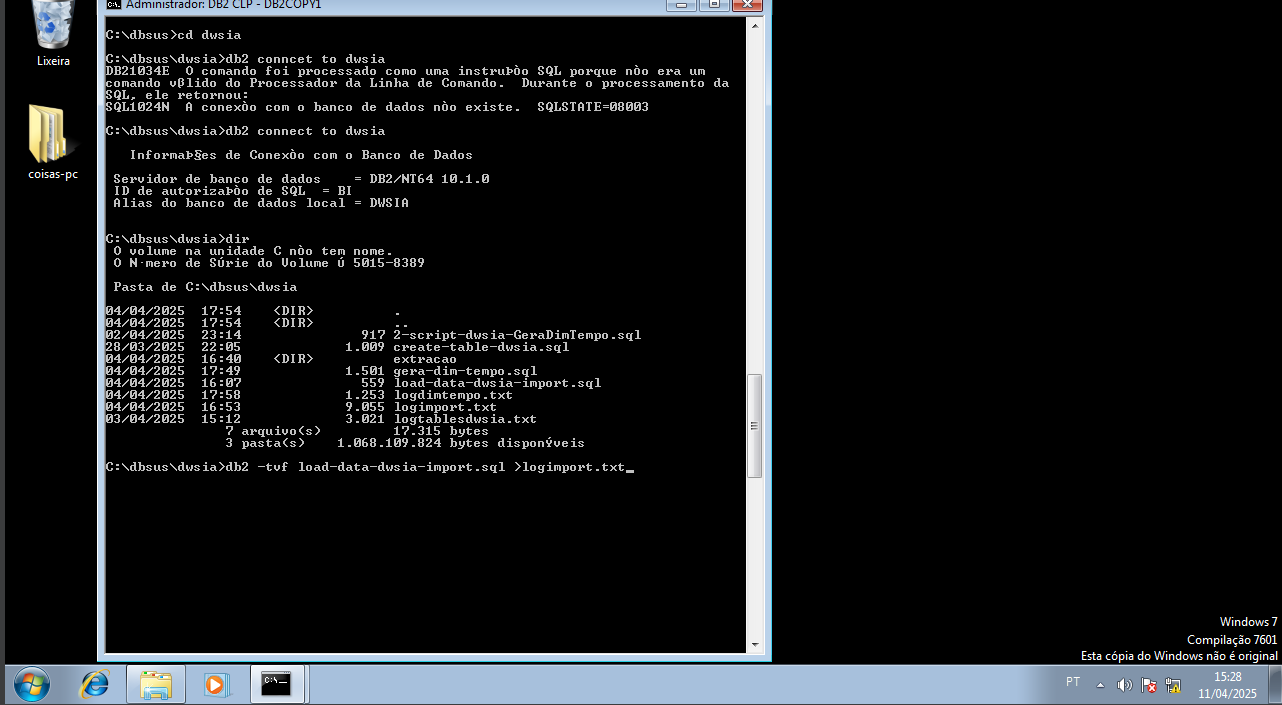 Administrador: DB2 CLP - DB2COPY1
Lixeira
coisas-pc
C:\dbsus>cd dwsia
C:\dbsus\dwsia>db2 conncet to dwsia
DB21034E  O comando foi processado como uma instruÞòo SQL porque nòo era um
comando vßlido do Processador da Linha de Comando.  Durante o processamento da
SQL, ele retornou:
SQL1024N  A conexòo com o banco de dados nòo existe.  SQLSTATE=08003
C:\dbsus\dwsia>db2 connect to dwsia
InformaÞ§es de Conexòo com o Banco de Dados
Servidor de banco de dados    = DB2/NT64 10.1.0
ID de autorizaÞòo de SQL  = BI
Alias do banco de dados local = DWSIA
C:\dbsus\dwsia>dir
O volume na unidade C nòo tem nome.
O N·mero de Súrie do Volume ú 5015-8389
Pasta de C:\dbsus\dwsia
04/04/2025  17:54    <DIR>          .
04/04/2025  17:54    <DIR>          ..
02/04/2025  23:14               917 2-script-dwsia-GeraDimTempo.sql
28/03/2025  22:05             1.009 create-table-dwsia.sql
04/04/2025  16:40    <DIR>          extracao
04/04/2025  17:49             1.501 gera-dim-tempo.sql
04/04/2025  16:07               559 load-data-dwsia-import.sql
04/04/2025  17:58             1.253 logdimtempo.txt
04/04/2025  16:53             9.055 logimport.txt
03/04/2025  15:12             3.021 logtablesdwsia.txt
7 arquivo(s)         17.315 bytes
3 pasta(s)    1.068.109.824 bytes disponÝveis
C:\dbsus\dwsia>db2 -tvf load-data-dwsia-import.sql >logimport.txt_
Windows 7
Compilação 7601
Esta cópia do Windows não é original
C:\_
PT
15:28
11/04/2025